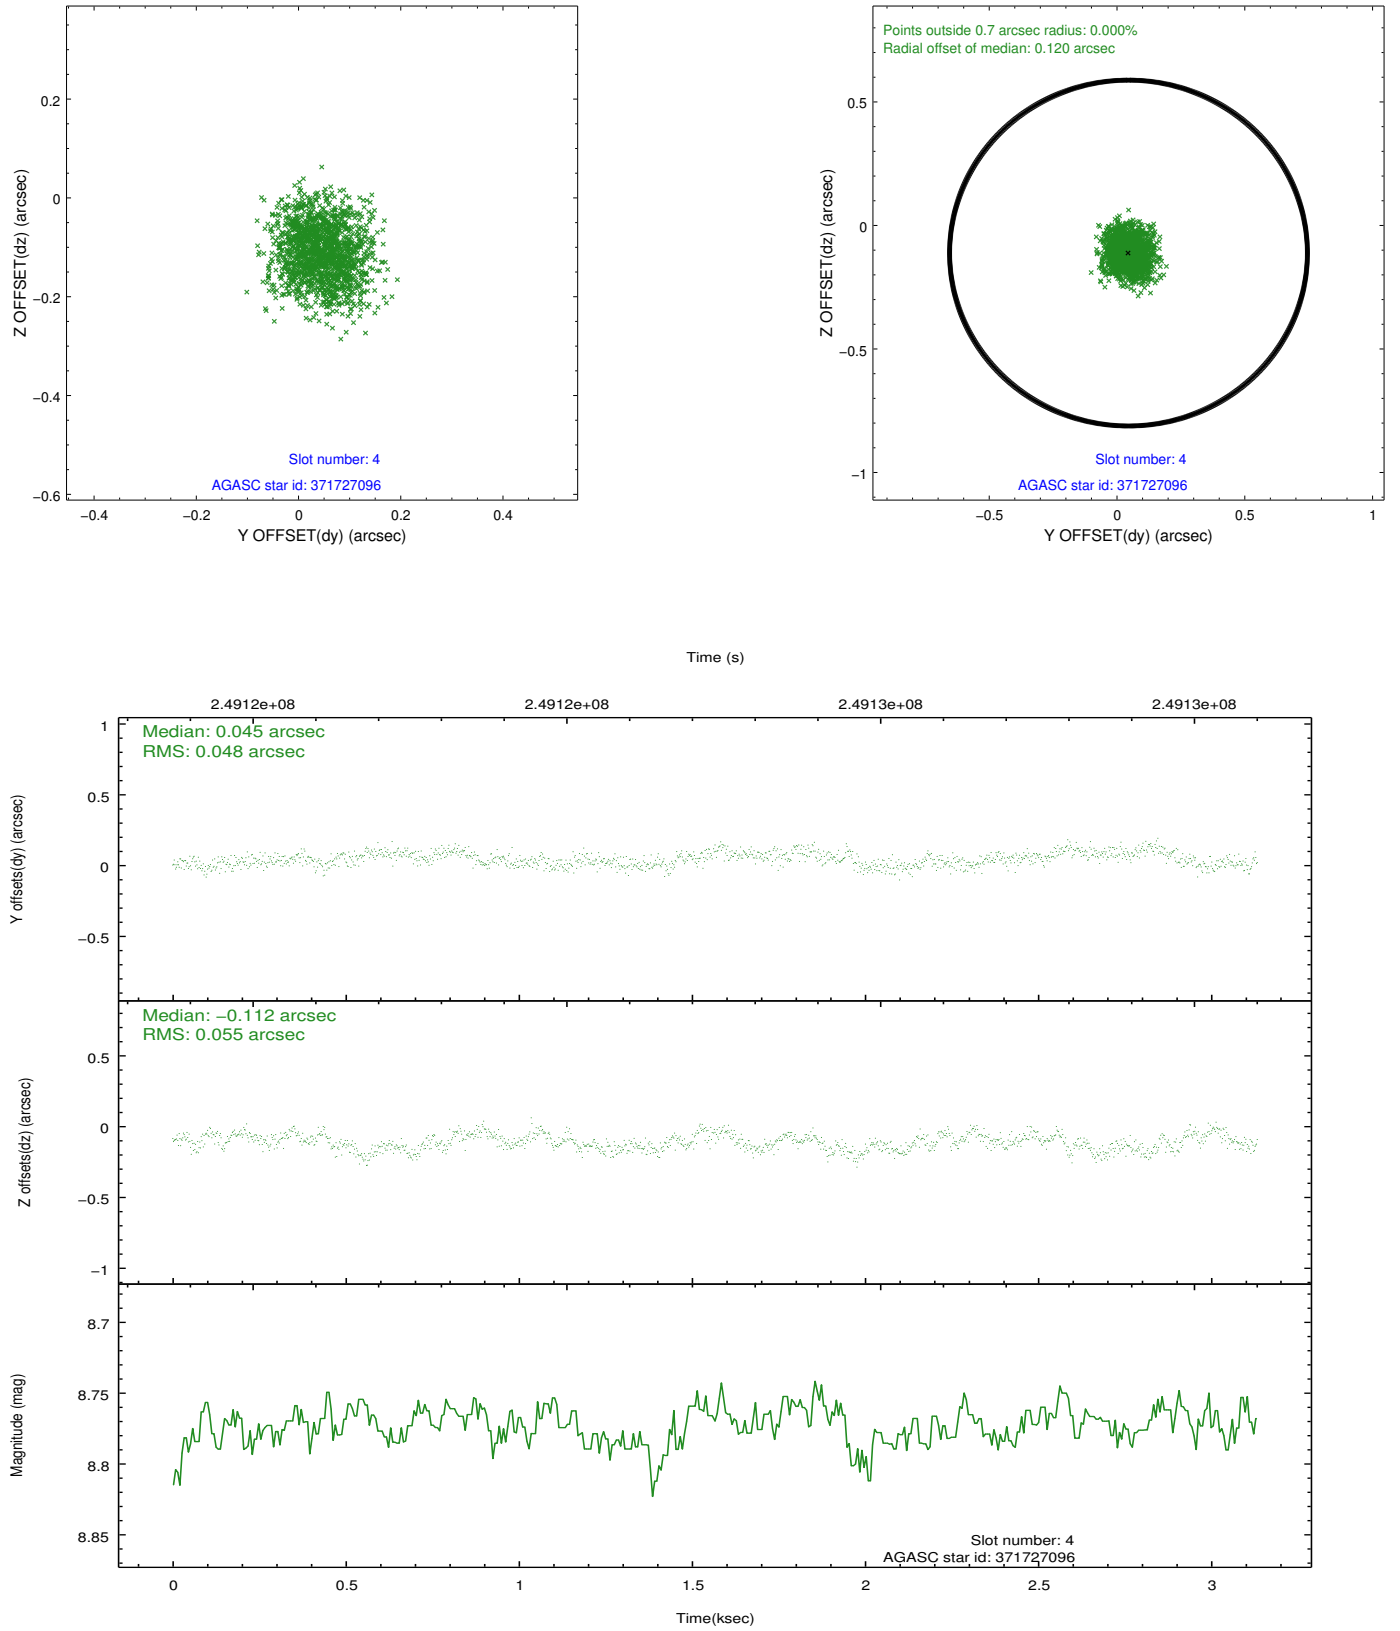 0.2
0
−0.2
−0.4
−0.6
Z OFFSET(dz) (arcsec)
Slot number: 4
AGASC star id: 371727096
−0.4 −0.2 0 0.2 0.4
Y OFFSET(dy) (arcsec)
Points outside 0.7 arcsec radius: 0.000%
Radial offset of median: 0.120 arcsec
0.5
0
−0.5
−1
Z OFFSET(dz) (arcsec)
Slot number: 4
AGASC star id: 371727096
−0.5 0 0.5 1
Y OFFSET(dy) (arcsec)
Time (s)
2.4912e+08 2.4912e+08 2.4913e+08 2.4913e+08
Median: 0.045 arcsec
RMS: 0.048 arcsec
1
0.5
0
−0.5
Y offsets(dy) (arcsec)
Median: −0.112 arcsec
RMS: 0.055 arcsec
0.5
0
−0.5
−1
Z offsets(dz) (arcsec)
8.7
8.75
8.8
8.85
Magnitude (mag)
Slot number: 4
AGASC star id: 371727096
0 0.5 1 1.5 2 2.5 3
Time(ksec)